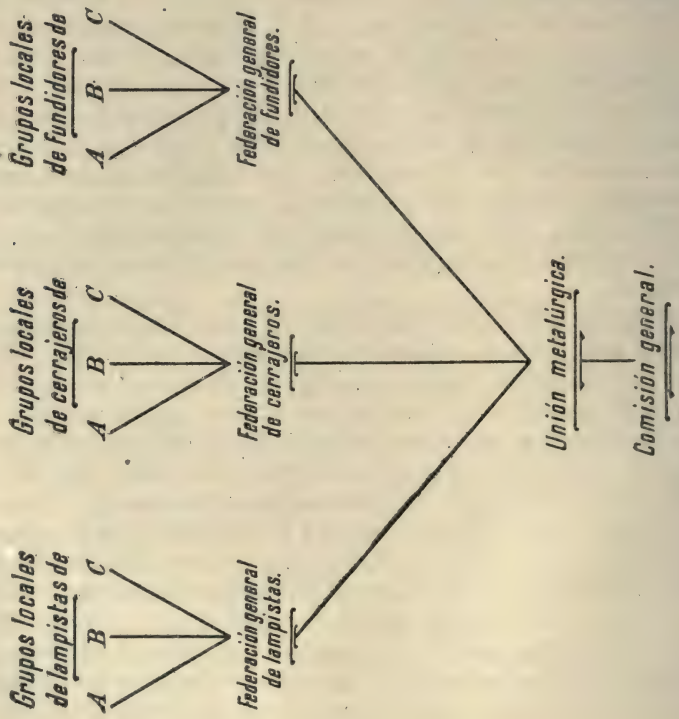 Grupos locales
de lampistas de
A B C
Federación general
de lampistas.
Grupos locales
de cerrajeros de
A B C
Federación general
de cerrajeros.
Grupos locales
de fundidores de
A B C
Federación general
de fundidores.
Unión metalúrgica.
Comisión general.